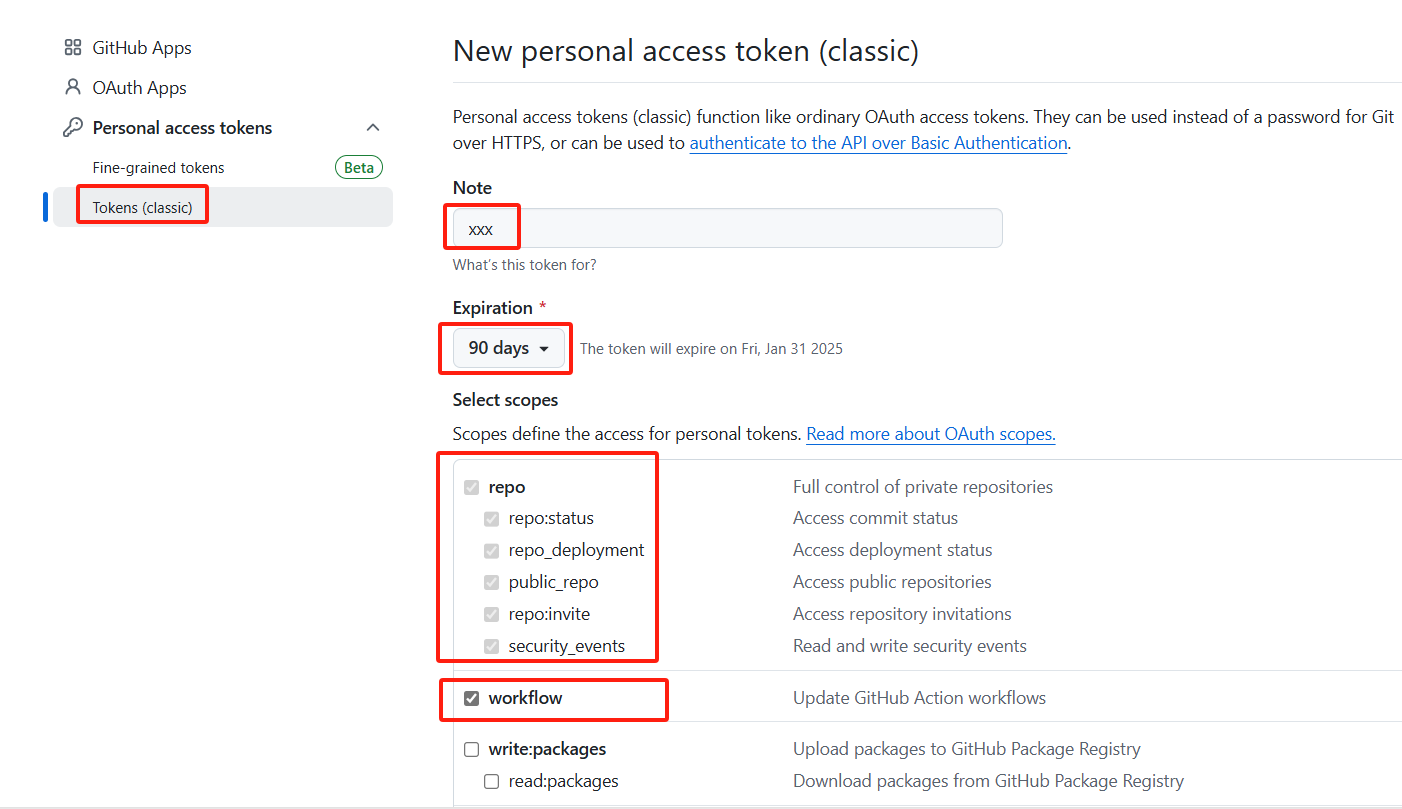 GitHub Apps
OAuth Apps
Personal access tokens
Fine-grained tokens Beta
Tokens (classic)
New personal access token (classic)
Personal access tokens (classic) function like ordinary OAuth access tokens. They can be used instead of a password for Git
over HTTPS, or can be used to authenticate to the API over Basic Authentication.
Note
xxx
What's this token for?
Expiration *
90 days The token will expire on Fri, Jan 31 2025
Select scopes
Scopes define the access for personal tokens. Read more about OAuth scopes.
repo Full control of private repositories
repo:status Access commit status
repo_deployment Access deployment status
public_repo Access public repositories
repo:invite Access repository invitations
security_events Read and write security events
workflow Update GitHub Action workflows
write:packages Upload packages to GitHub Package Registry
read:packages Download packages from GitHub Package Registry